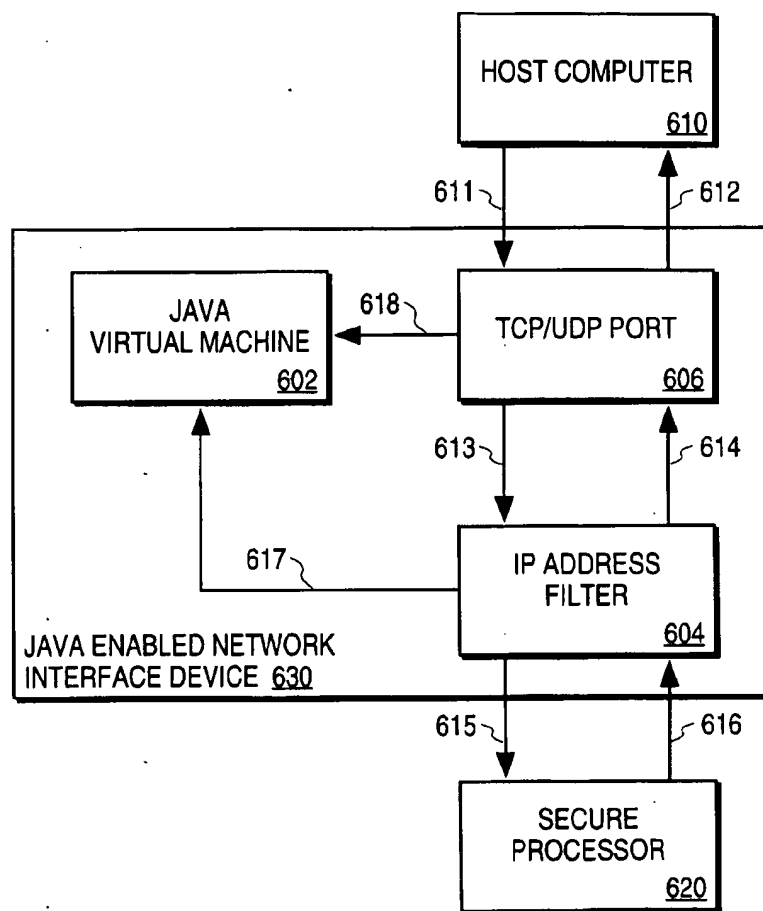 HOST COMPUTER
610
611
612
JAVA
VIRTUAL MACHINE
602
618
TCP/UDP PORT
606
613
614
617
IP ADDRESS
FILTER
604
JAVA ENABLED NETWORK
INTERFACE DEVICE 630
615
616
SECURE
PROCESSOR
620